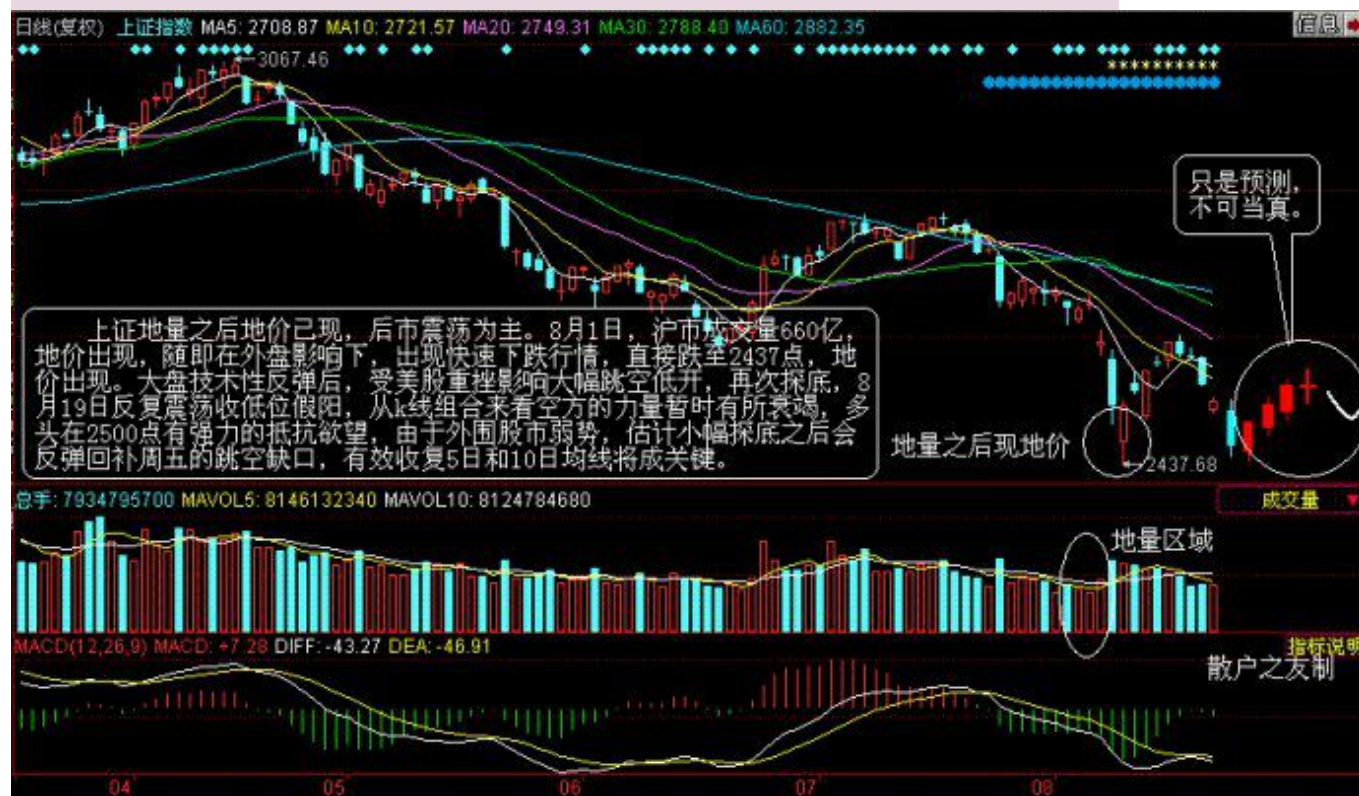 日线(复权) 上证指数 MA5: 2708.87 MA10: 2721.57 MA20: 2749.31 MA30: 2788.40 MA60: 2882.35 信息
3067.46
只是预测，
不可当真。
上证地量之后地价已现，后市震荡为主。8月1日，沪市成交量660亿，
地价出现，随即在外盘影响下，出现快速下跌行情，直接跌至2437点，地
价出现。大盘技术性反弹后，受美股重挫影响大幅跳空低开，再次探底，8
月19日反复震荡收低位假阳，从k线组合来看空方的力量暂时有所衰竭，多
头在2500点有强力的抵抗欲望，由于外围股市弱势，估计小幅探底之后会
反弹回补周五的跳空缺口，有效收复5日和10日均线将成关键。
地量之后现地价
2437.68
总手: 7934795700 MAVOL5: 8146132340 MAVOL10: 8124784680 成交量
地量区域
MACD(12,26,9) MACD: +7.28 DIFF: -43.27 DEA: -46.91 指标说明
散户之友制
04 05 06 07 08